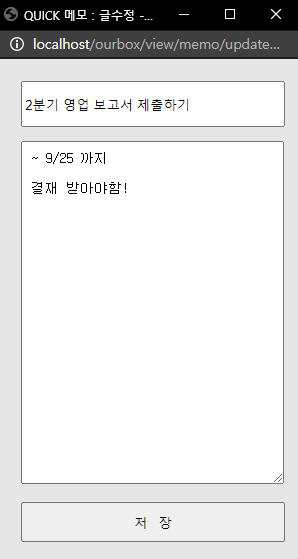 QUICK 메모 : 글수정 -...
localhost/ourbox/view/memo/update...
2분기 영업 보고서 제출하기
~ 9/25 까지
결재 받아야함!
저 장